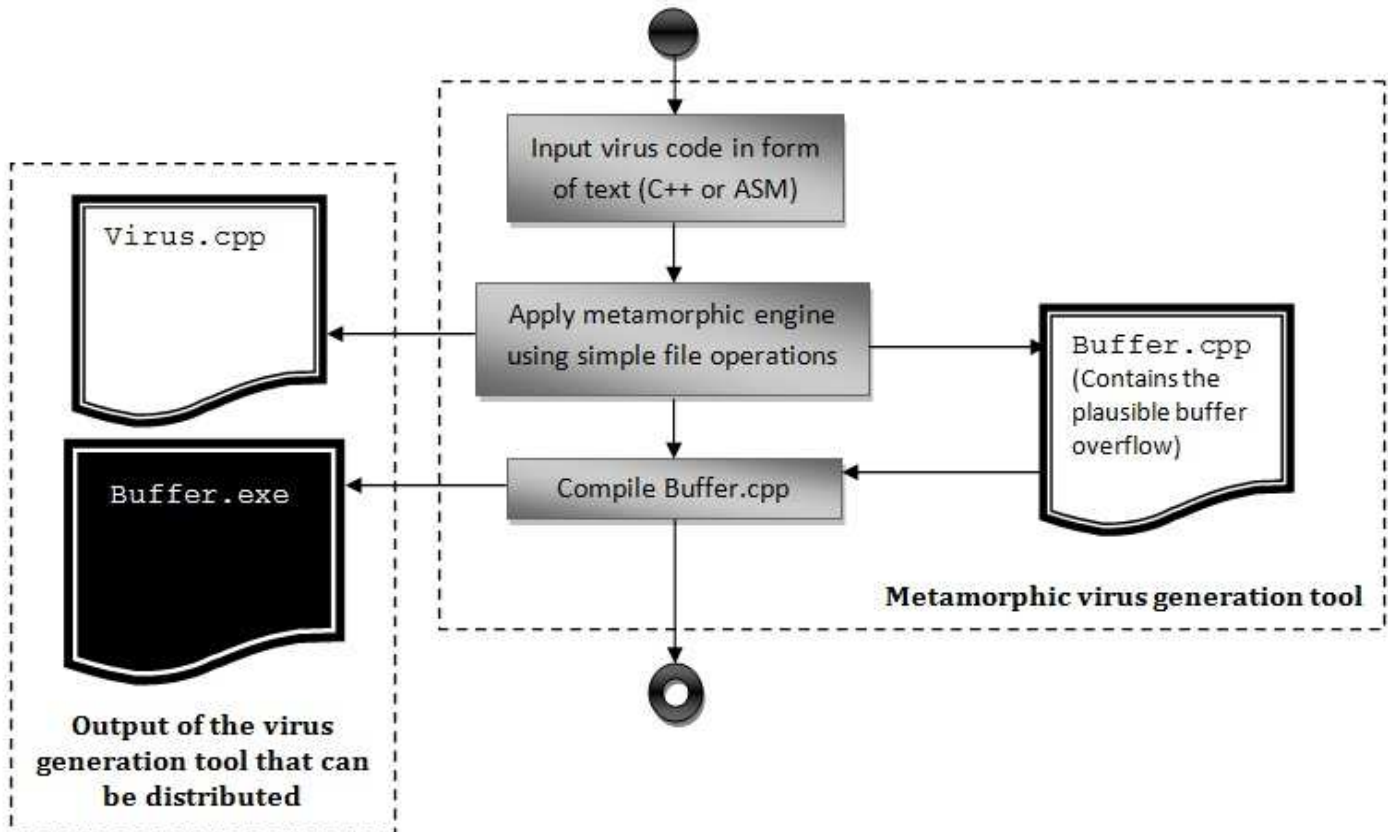 Input virus code in form
of text (C++ or ASM)
Virus.cpp
Apply metamorphic engine
using simple file operations
Buffer.cpp
(Contains the
plausible buffer
overflow)
Buffer.exe
Compile Buffer.cpp
Metamorphic virus generation tool
Output of the virus
generation tool that can
be distributed